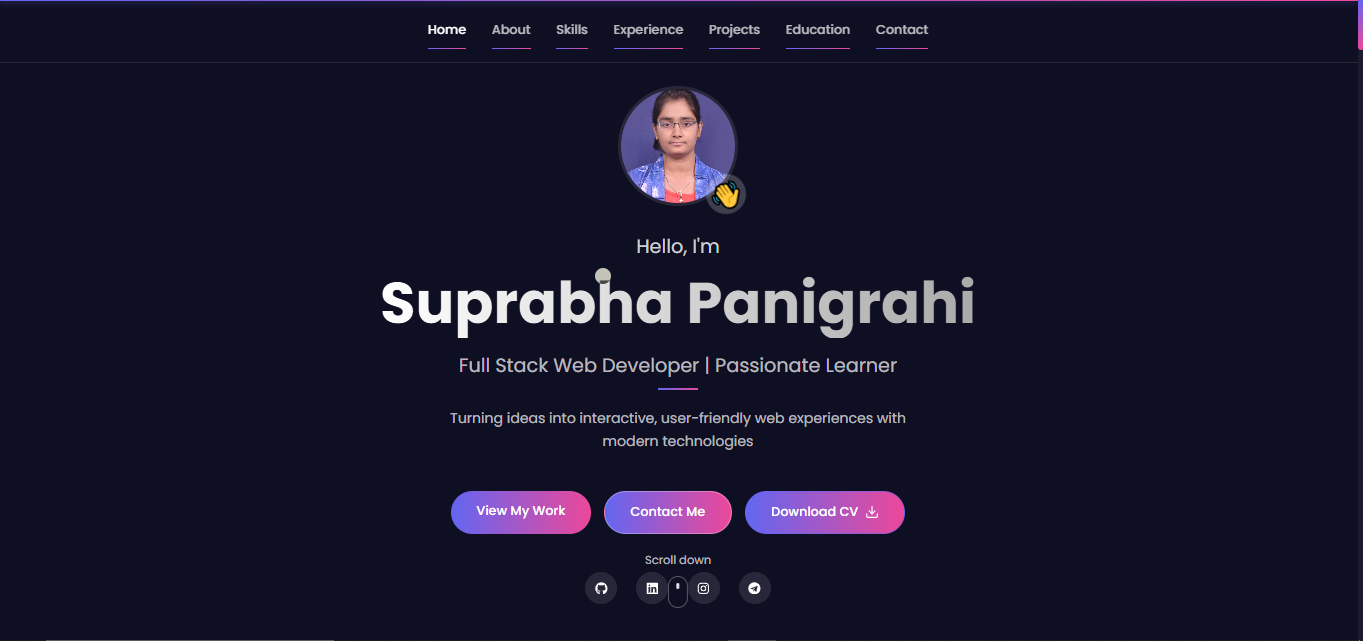 Home About Skills Experience Projects Education Contact
Hello, I'm
Suprabha Panigrahi
Full Stack Web Developer | Passionate Learner
Turning ideas into interactive, user-friendly web experiences with
modern technologies
View My Work Contact Me Download CV
Scroll down